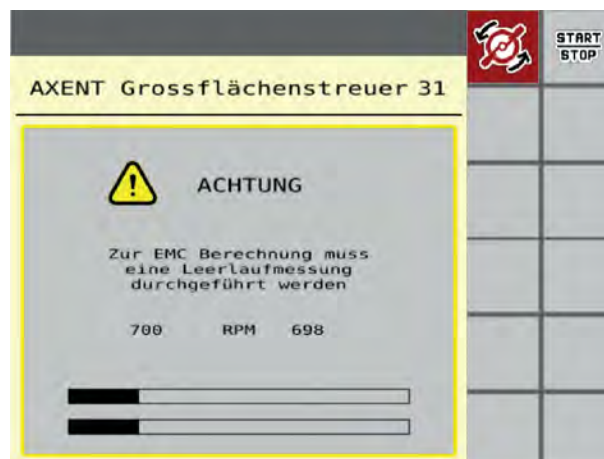 START
STOP
AXENT Grossflächenstreuer 31
ACHTUNG
Zur EMC Berechnung muss
eine Leerlaufmessung
durchgeführt werden
700 RPM 698